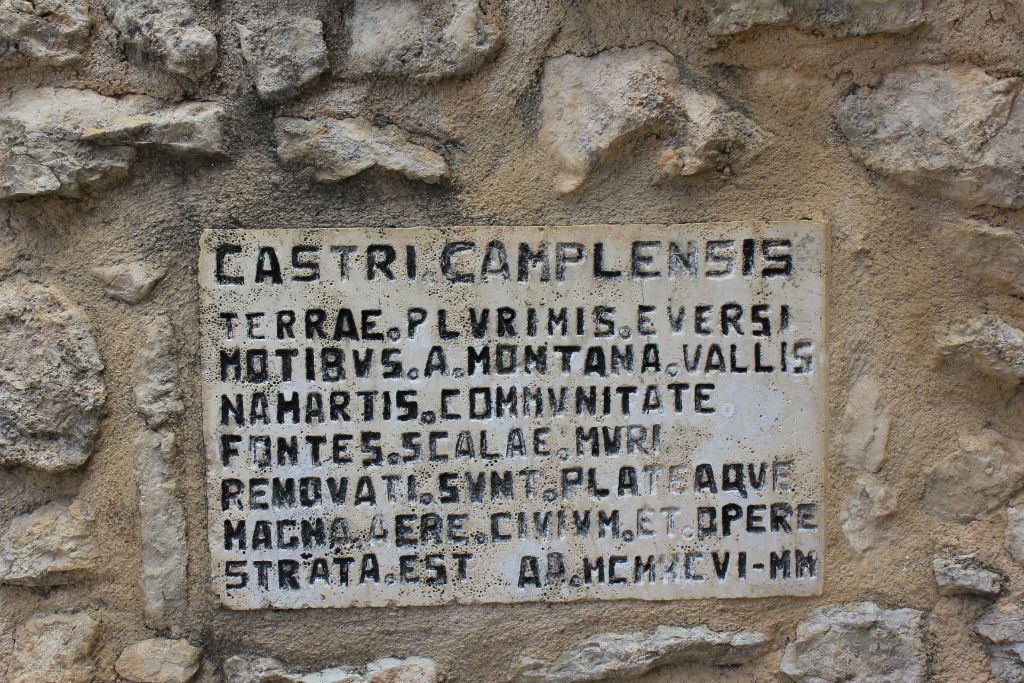 CASTRI.CAMPLENSIS
TERRAE.PLVRIMIS.EVERSI
MOTIBVS.A.MONTANA.VALLIS
NAHARTIS.COMMVNITATE.
FONTES.SCALAE.MVRI
REMOVATI.SVNT.PLATEAQVE
MAGNA.AERE.CIVIVM.ET.OPERE
STRATA.EST AD.MCMXCVI-MM